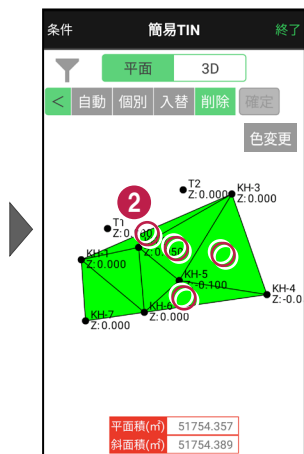 条件 簡易TIN 終了
平面 3D
< 自動 個別 入替 削除 確定
色変更
2
T2
Z:0.000
KH-3
Z:0.000
T1
KH-1
Z:0.000
KH-5
KH-4
KH-6
Z:0.000
KH-7
Z:0.000
平面積(㎡) 51754.357
斜面積(㎡) 51754.389